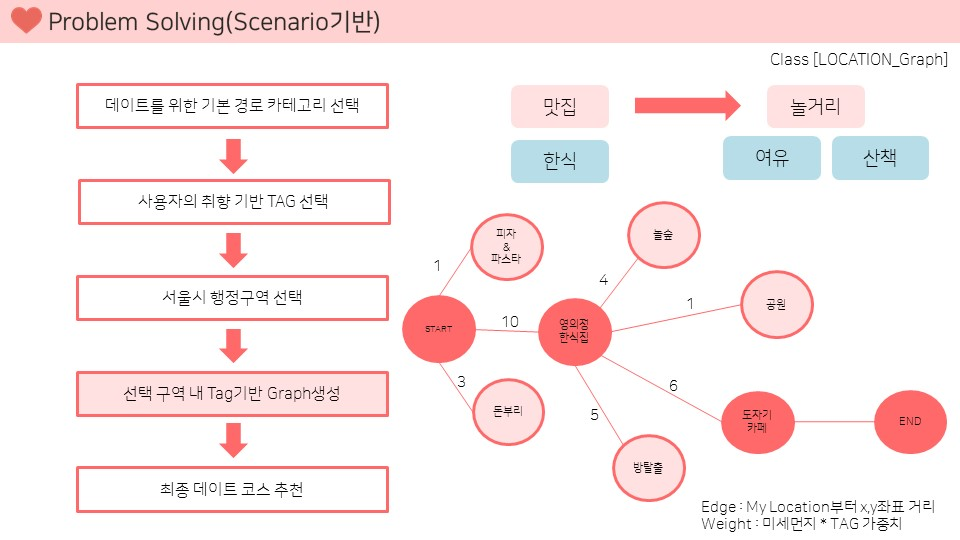 Problem Solving(Scenario기반)
Class [LOCATION_Graph]
데이트를 위한 기본 경로 카테고리 선택
사용자의 취향 기반 TAG 선택
서울시 행정구역 선택
선택 구역 내 Tag기반 Graph생성
최종 데이트 코스 추천
맛집
놀거리
한식
여유
산책
피자
&
파스타
놀숲
1
4
1
공원
START
10
영의정
한식집
3
6
5
돈부리
도자기
카페
END
방탈출
Edge : My Location부터 x,y좌표 거리
Weight : 미세먼지 * TAG 가중치